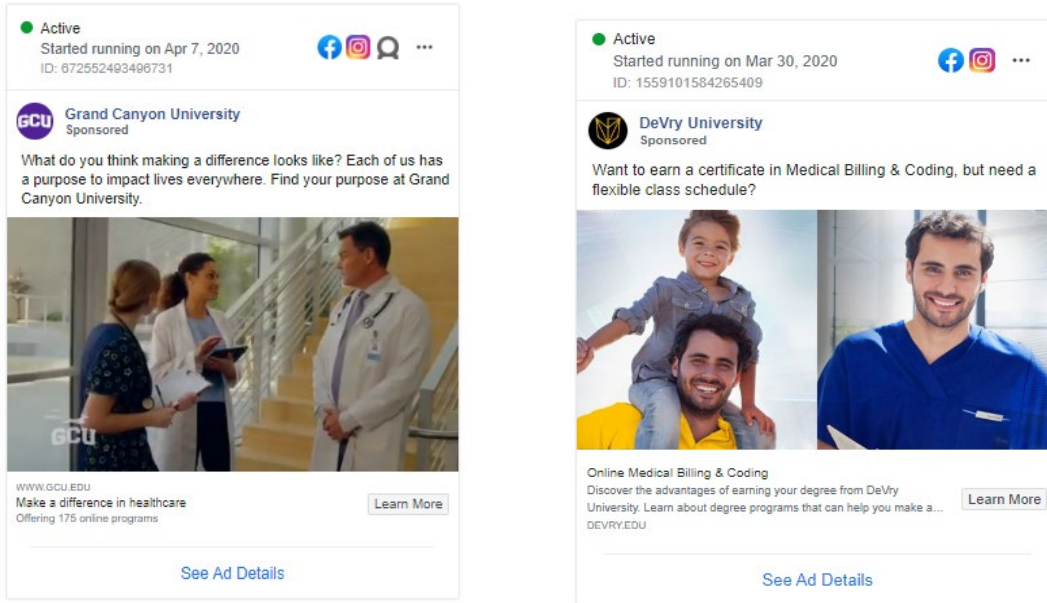 Active
Started running on Apr 7, 2020
ID: 672552493496731
GCU
Grand Canyon University
Sponsored
What do you think making a difference looks like? Each of us has
a purpose to impact lives everywhere. Find your purpose at Grand
Canyon University.
GCU
WWW.GCU.EDU
Make a difference in healthcare
Offering 175 online programs
Learn More
See Ad Details
Active
Started running on Mar 30, 2020
ID: 1559101584265409
DeVry University
Sponsored
Want to earn a certificate in Medical Billing & Coding, but need a
flexible class schedule?
Online Medical Billing & Coding
Discover the advantages of earning your degree from DeVry
University. Learn about degree programs that can help you make a...
DEVRY.EDU
Learn More
See Ad Details